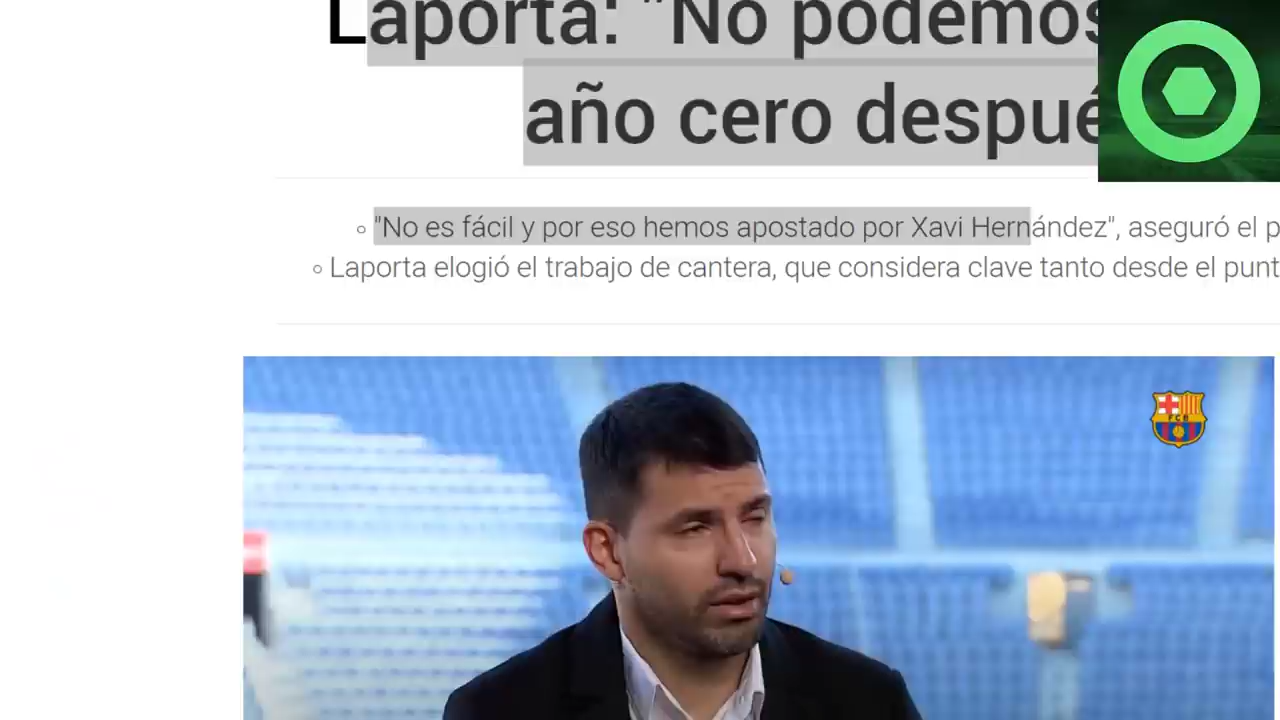 Laporta: "No podemos
año cero despué
"No es fácil y por eso hemos apostado por Xavi Hernández", aseguró el p
Laporta elogió el trabajo de cantera, que considera clave tanto desde el punt
FCB